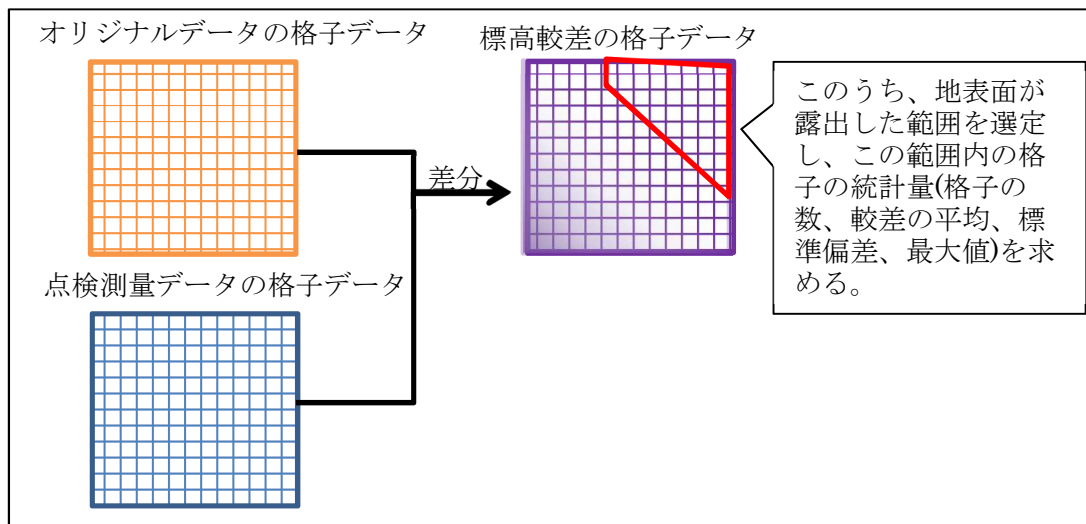 オリジナルデータの格子データ
標高較差の格子データ
差分
点検測量データの格子データ
このうち、地表面が
露出した範囲を選定
し、この範囲内の格
子の統計量(格子の
数、較差の平均、標
準偏差、最大値)を求
める。